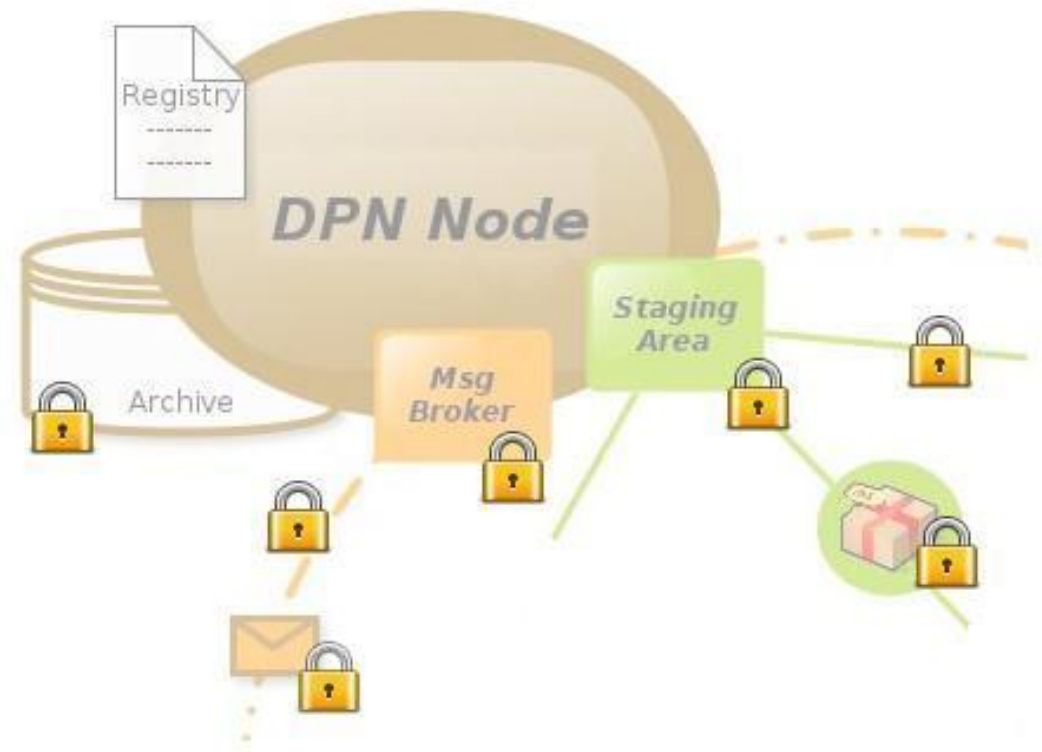 Registry
-------
-------
DPN Node
Staging
Area
Msg
Broker
Archive